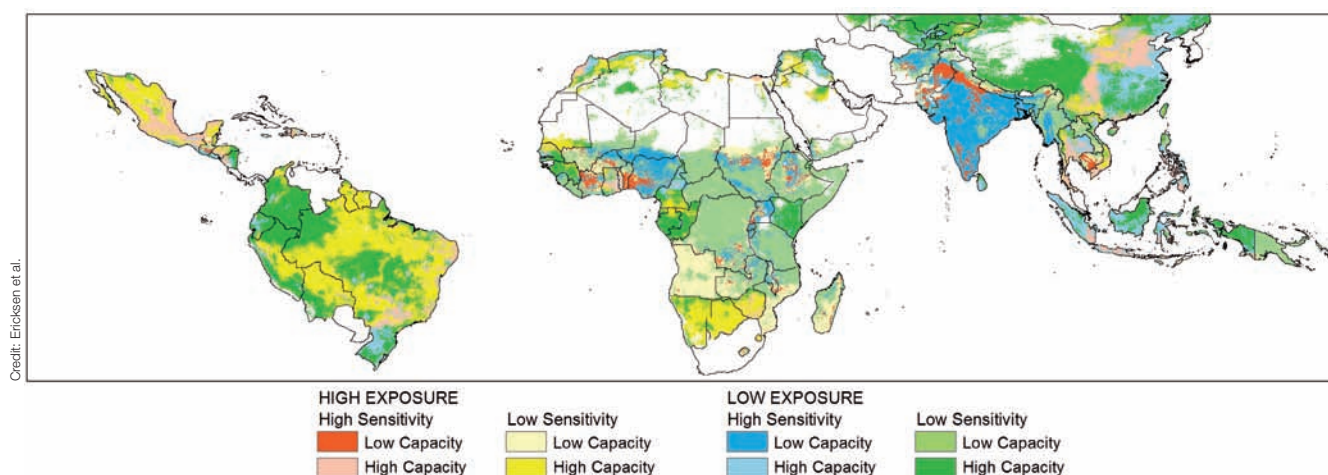 Credit: Ericksen et al.
HIGH EXPOSURE
High Sensitivity
Low Capacity
High Capacity
Low Sensitivity
Low Capacity
High Capacity
LOW EXPOSURE
High Sensitivity
Low Capacity
High Capacity
Low Sensitivity
Low Capacity
High Capacity